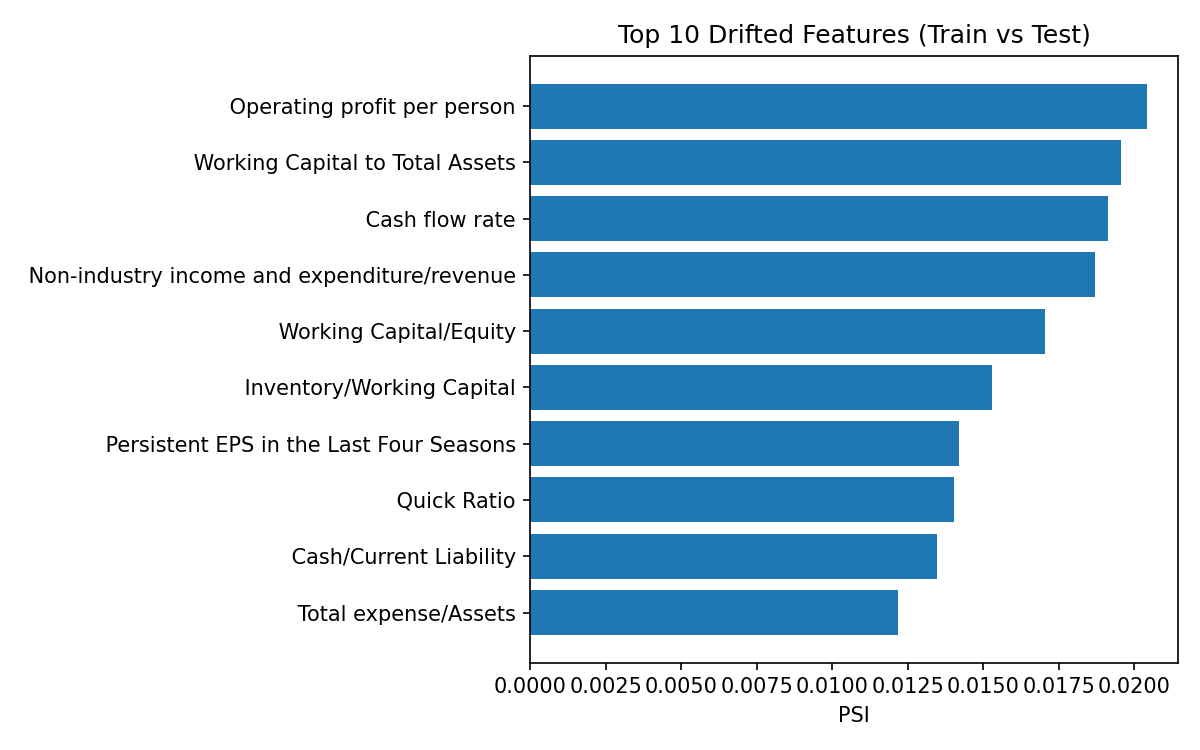 Top 10 Drifted Features (Train vs Test)
Operating profit per person
Working Capital to Total Assets
Cash flow rate
Non-industry income and expenditure/revenue
Working Capital/Equity
Inventory/Working Capital
Persistent EPS in the Last Four Seasons
Quick Ratio
Cash/Current Liability
Total expense/Assets
0.0000 0.0025 0.0050 0.0075 0.0100 0.0125 0.0150 0.0175 0.0200
PSI